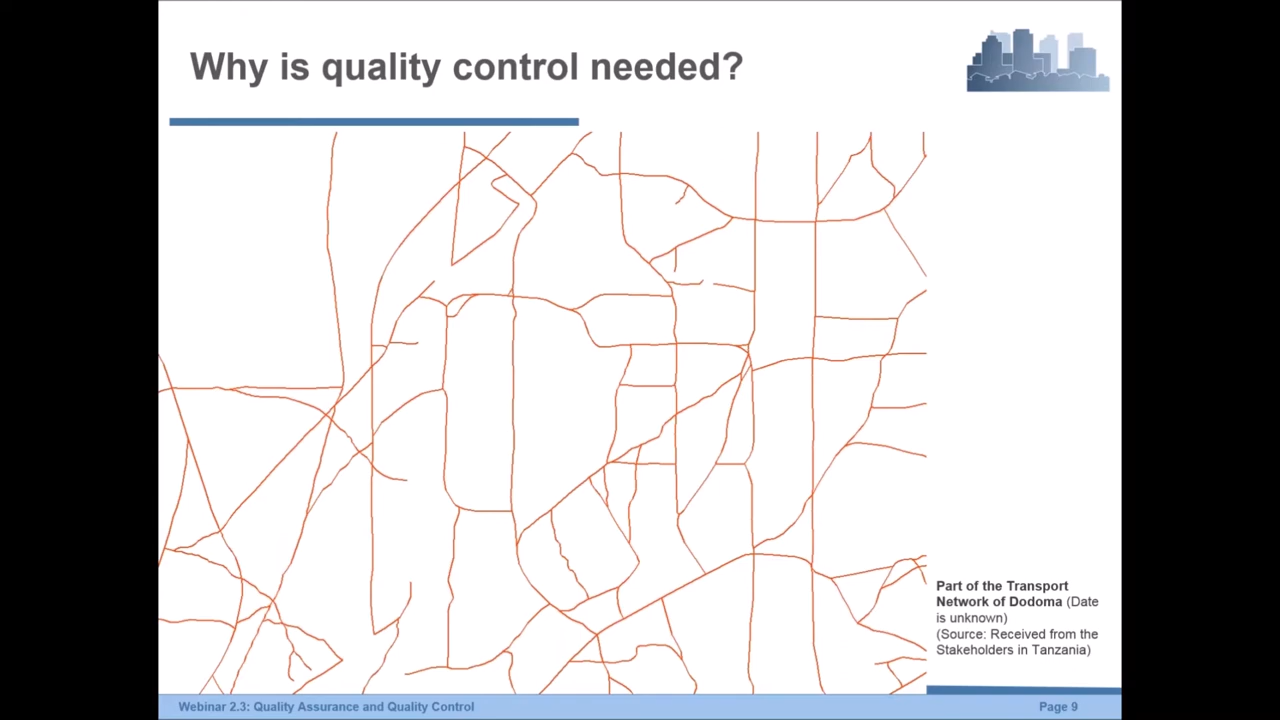 Why is quality control needed?
Part of the Transport
Network of Dodoma (Date
is unknown)
(Source: Received from the
Stakeholders in Tanzania)
Webinar 2.3: Quality Assurance and Quality Control
Page 9